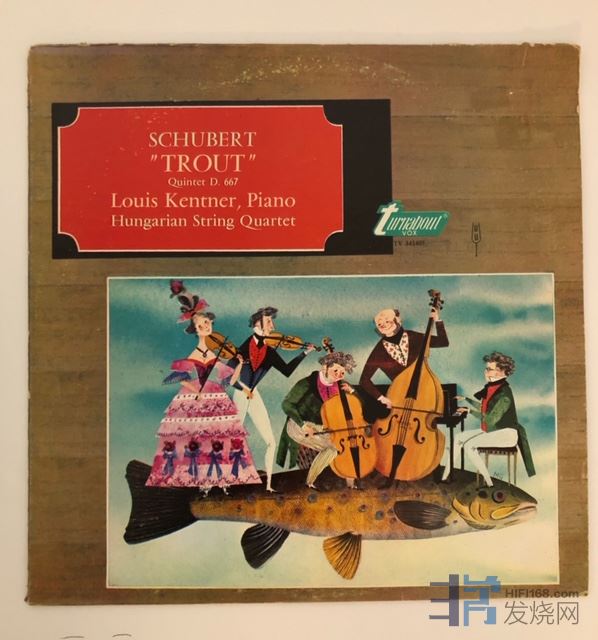 SCHUBERT
"TROUT"
Quintet D. 667
Louis Kentner, Piano
Hungarian String Quartet
turnabout
VOX
HIFI168.com
发烧网